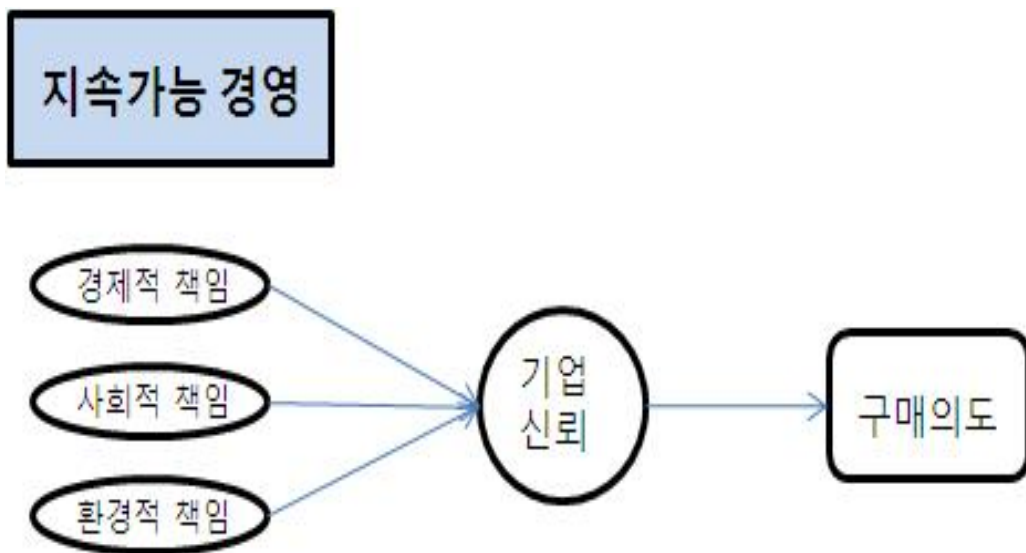 지속가능 경영
경제적 책임
사회적 책임
환경적 책임
기업
신뢰
구매의도